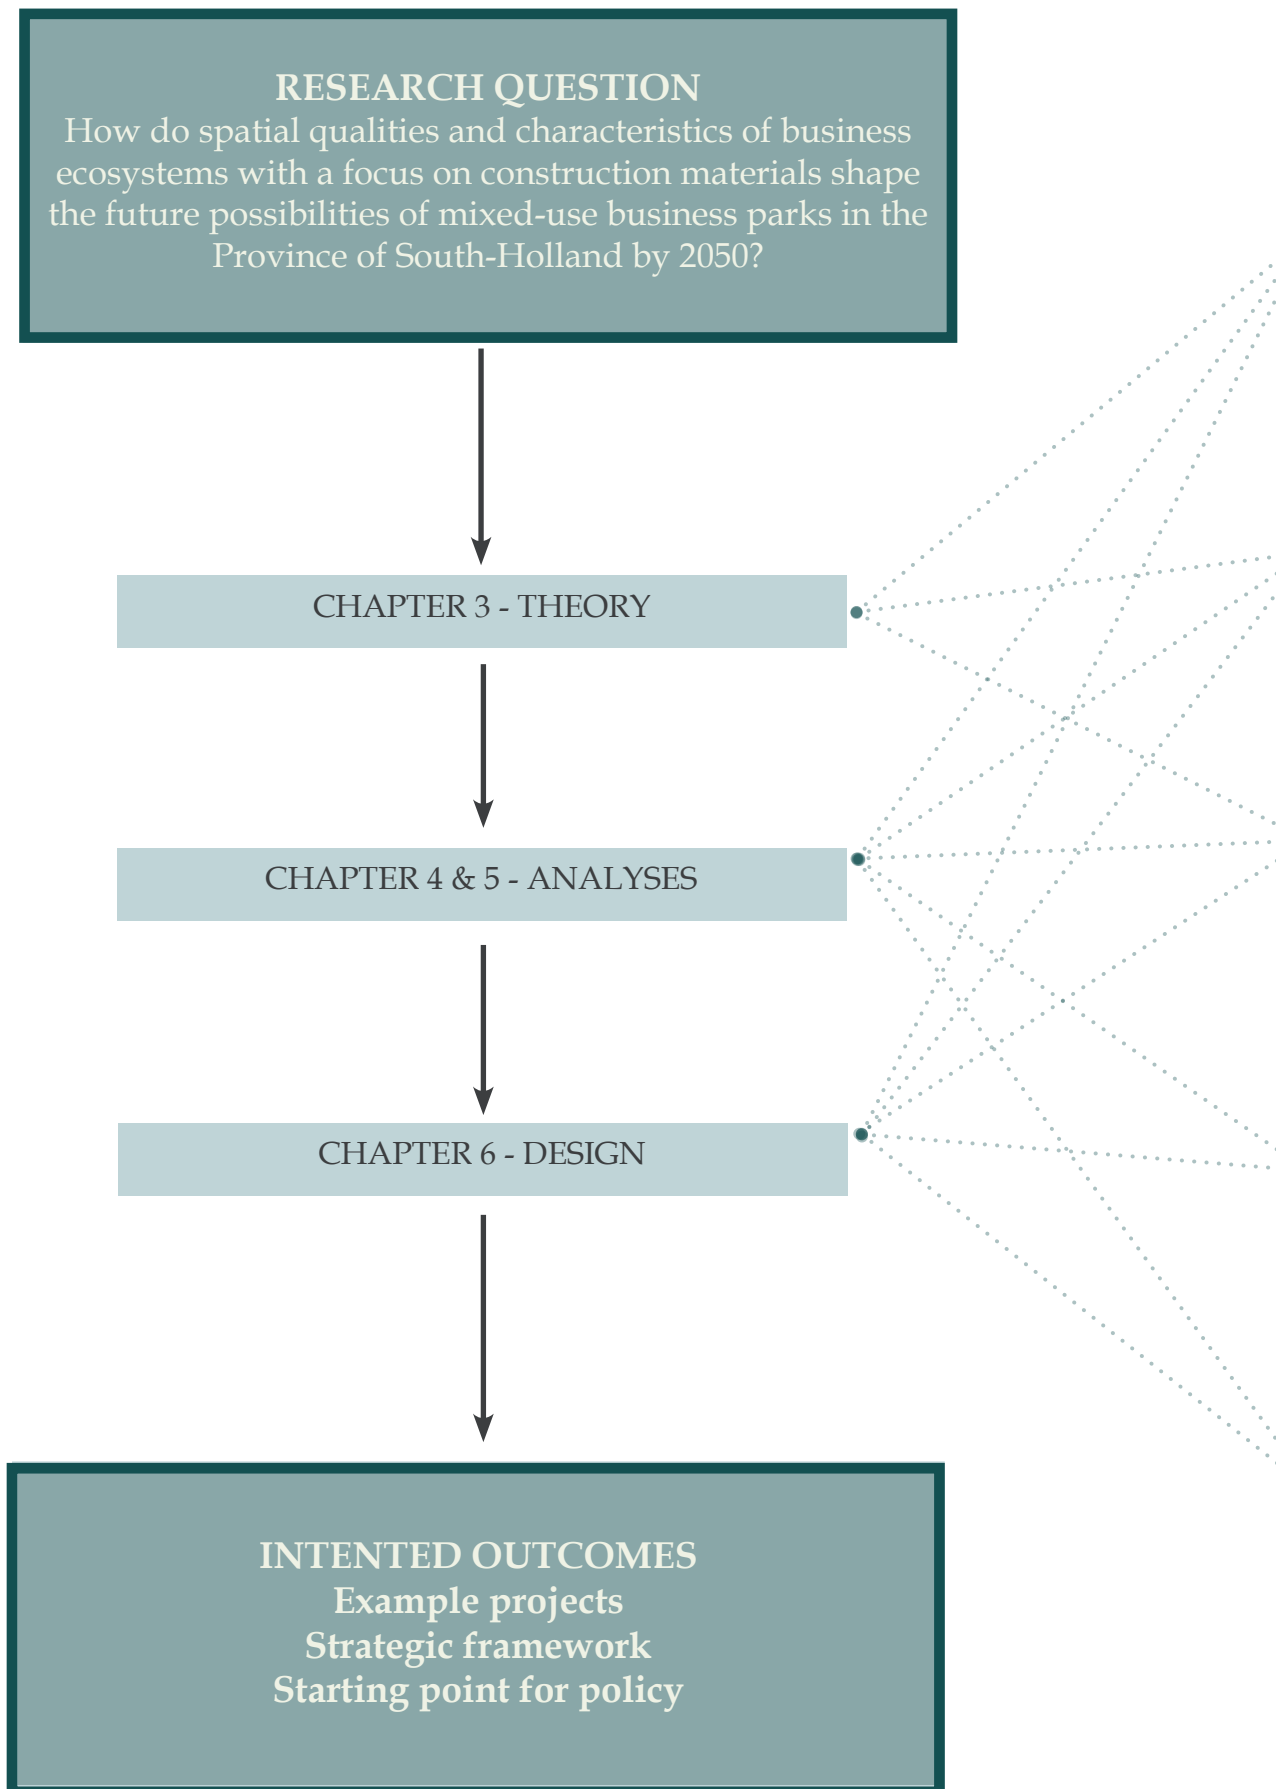 RESEARCH QUESTION
How do spatial qualities and characteristics of business
ecosystems with a focus on construction materials shape
the future possibilities of mixed-use business parks in the
Province of South-Holland by 2050?
CHAPTER 3 - THEORY
CHAPTER 4 & 5 - ANALYSES
CHAPTER 6 - DESIGN
INTENTED OUTCOMES
Example projects
Strategic framework
Starting point for policy